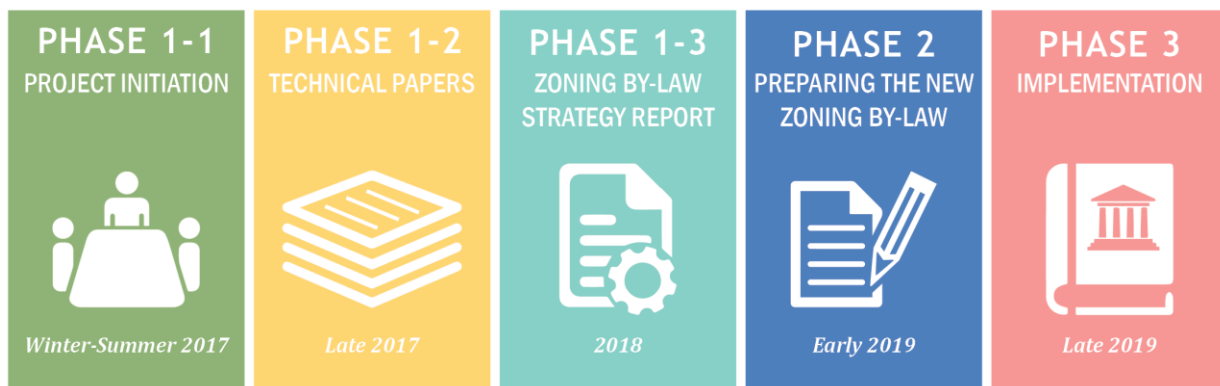 PHASE 1-1
PROJECT INITIATION
Winter-Summer 2017
PHASE 1-2
TECHNICAL PAPERS
Late 2017
PHASE 1-3
ZONING BY-LAW
STRATEGY REPORT
2018
PHASE 2
PREPARING THE NEW
ZONING BY-LAW
Early 2019
PHASE 3
IMPLEMENTATION
Late 2019